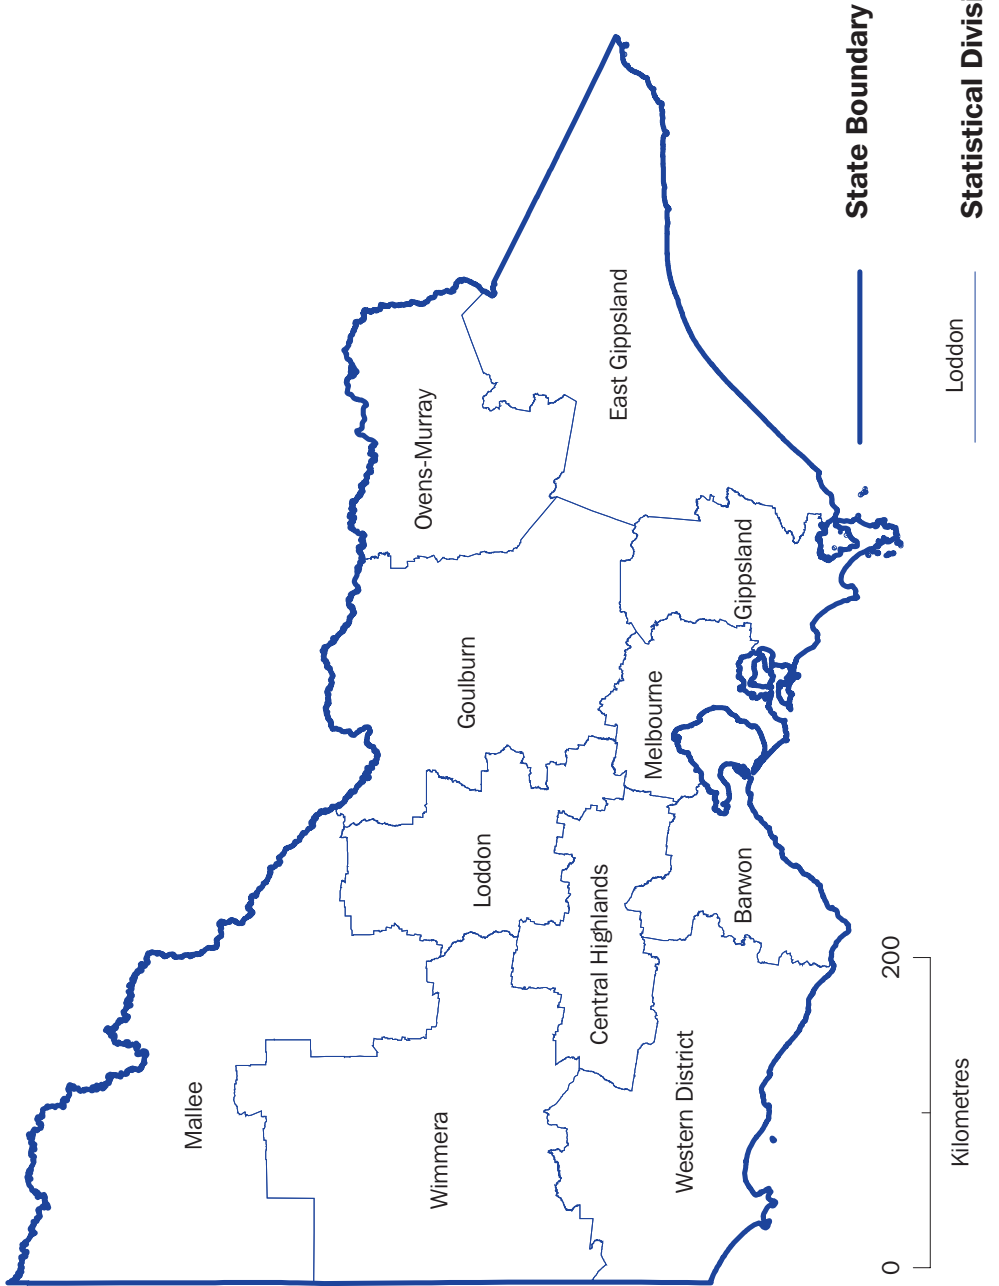 Mallee
Wimmera
Loddon
Goulburn
Ovens-Murray
East Gippsland
Central Highlands
Western District
Barwon
Melbourne
Gippsland
0
200
Kilometres
State Boundary
Loddon
Statistical